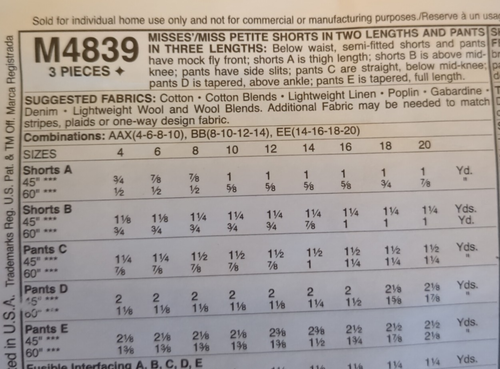 Sold for individual home use only and not for commercial or manufacturing purposes./Réservé à un
M4839
3 PIECES ✦
MISSES'/MISS PETITE SHORTS IN TWO LENGTHS AND PANTS
IN THREE LENGTHS: Below waist, semi-fitted shorts and pants
have mock fly front; shorts A is thigh length; shorts B is above mid-
knee; pants have side slits; pants C are straight, below mid-knee;
pants D is tapered, above ankle; pants E is tapered, full length.
SUGGESTED FABRICS: Cotton • Cotton Blends • Lightweight Linen • Poplin • Gabardine •
Denim • Lightweight Wool and Wool Blends. Additional Fabric may be needed to match
stripes, plaids or one-way design fabric.
Combinations: AAX(4-6-8-10), BB(8-10-12-14), EE(14-16-18-20)
SIZES 4 6 8 10 12 14 16 18 20
Shorts A
45" *** ¾ ⅞ ⅞ 1 1 1 1 1 1 Yd.
60" *** ½ ½ ½ ⅝ ⅝ ⅝ ⅝ ¾ ⅞ "
Shorts B
45" *** 1⅛ 1⅛ 1¼ 1¼ 1¼ 1¼ 1¼ 1¼ 1¼ Yds.
60" *** ¾ ¾ ¾ ¾ ¾ ⅞ 1 1 1 Yd.
Pants C
45" *** 1¼ 1¼ 1½ 1½ 1½ 1½ 1½ 1½ 1½ Yds.
60" *** ⅞ ⅞ ⅞ ⅞ ⅞ 1 1¼ 1¼ 1¼ "
Pants D
45" *** 2 2 2 2 2 2 2 2⅛ 2⅛ Yds.
60" *** 1⅛ 1⅛ 1⅛ 1⅛ 1⅛ 1¼ 1½ 1⅜ 1⅞ "
Pants E
45" *** 2⅛ 2⅛ 2⅛ 2⅛ 2⅜ 2⅜ 2½ 2½ 2½ Yds.
60" *** 1⅜ 1⅜ 1⅜ 1⅜ 1⅜ 1½ 1¾ 1⅞ 2⅛ "
Fusible Interfacing A, B, C, D, E
in U.S.A. Trademarks Reg. U.S. Pat. & TM Off. Marca Registrada